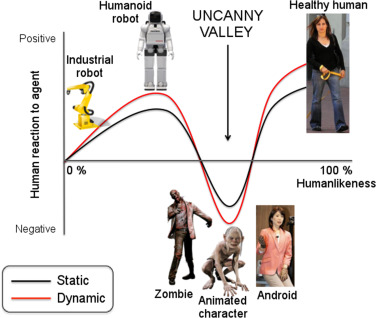 UNCANNY
VALLEY
Humanoid
robot
Healthy human
Positive
Industrial
robot
Human reaction to agent
0 %
100 %
Humanlikeness
Negative
Zombie
Animated
character
Android
Static
Dynamic